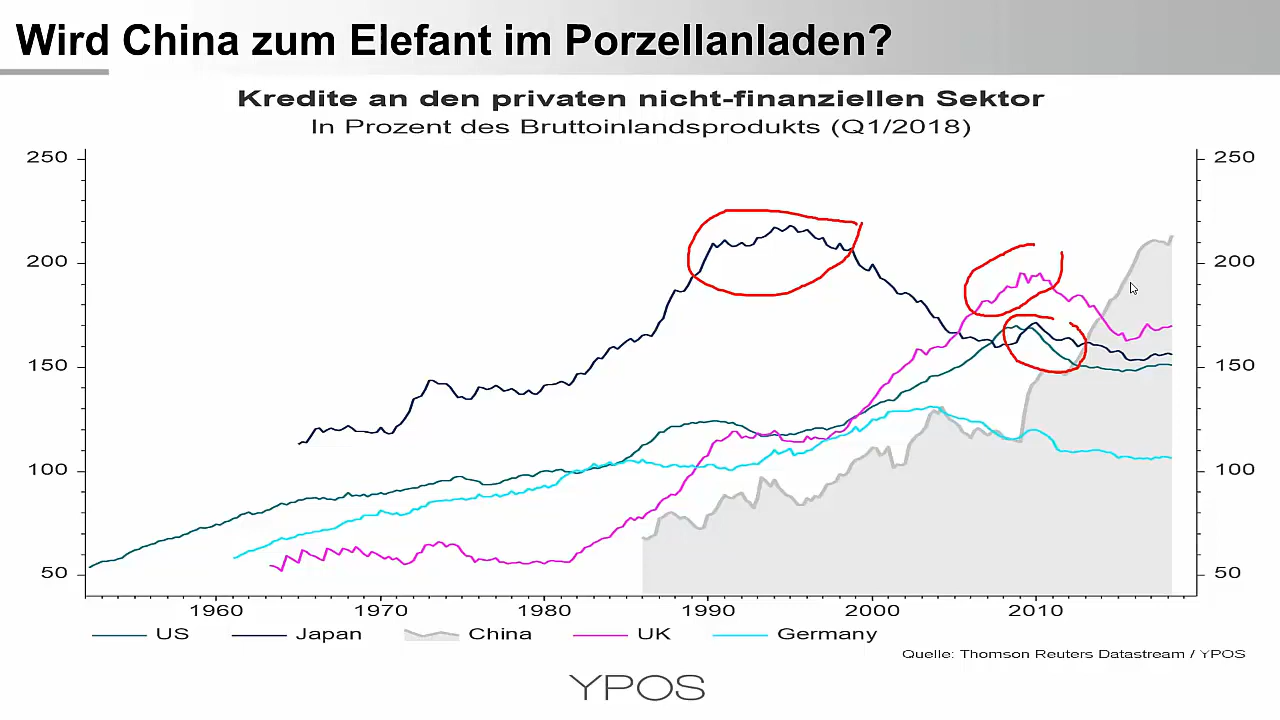 Wird China zum Elefant im Porzellanladen?
Kredite an den privaten nicht-finanziellen Sektor
In Prozent des Bruttoinlandsprodukts (Q1/2018)
250 250
200 200
150 150
100 100
50 50
1960 1970 1980 1990 2000 2010
US Japan China UK Germany
Quelle: Thomson Reuters Datastream / YPOS
YPOS